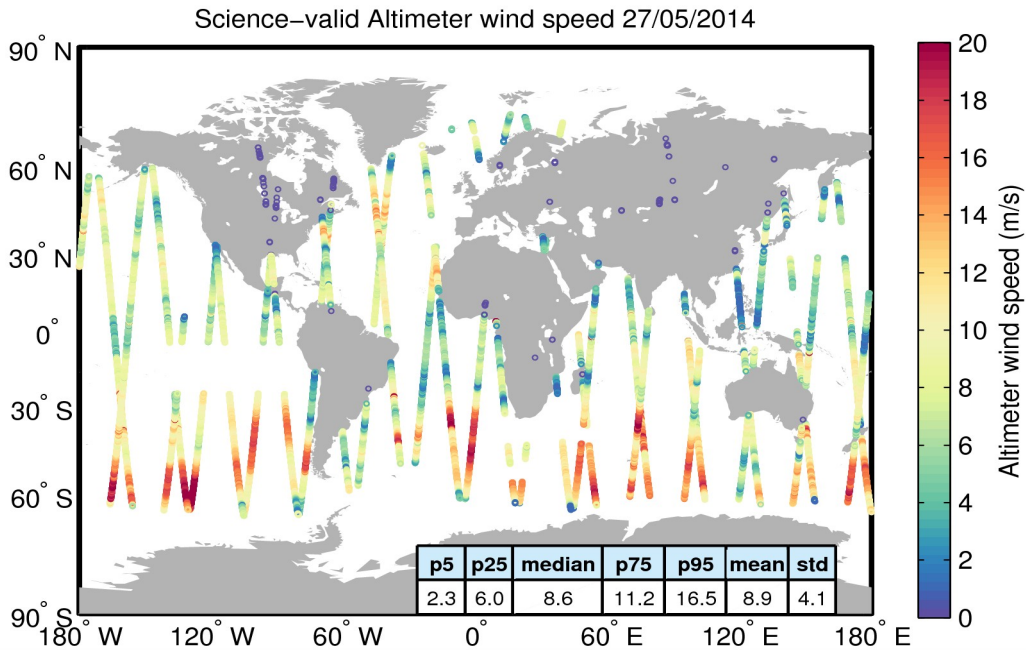 Science−valid Altimeter wind speed 27/05/2014
90° N
60° N
30° N
0°
30° S
60° S
90° S
180° W
120° W
60° W
0°
60° E
120° E
180° E
p5 p25 median p75 p95 mean std
2.3 6.0 8.6 11.2 16.5 8.9 4.1
20
18
16
14
12
10
8
6
4
2
0
Altimeter wind speed (m/s)